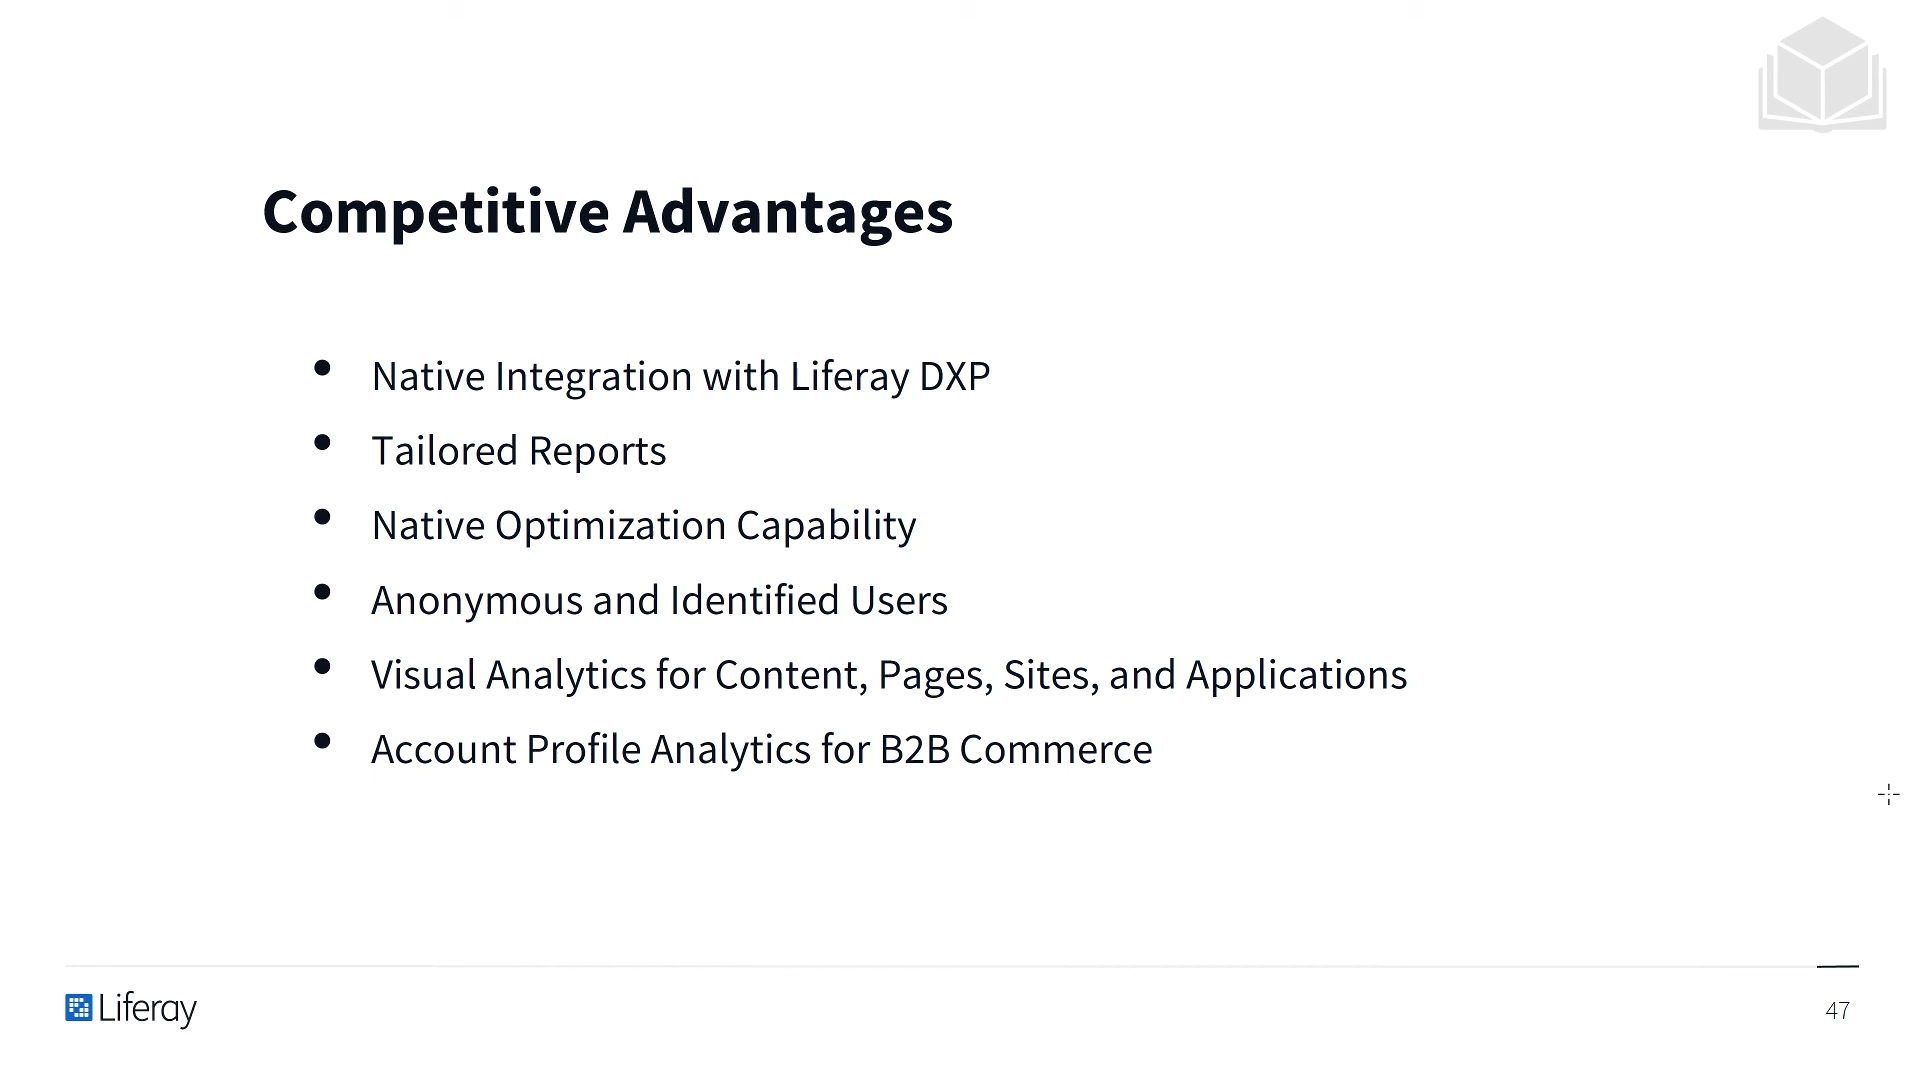 Competitive Advantages
• Native Integration with Liferay DXP
• Tailored Reports
• Native Optimization Capability
• Anonymous and Identified Users
• Visual Analytics for Content, Pages, Sites, and Applications
• Account Profile Analytics for B2B Commerce
Liferay
47